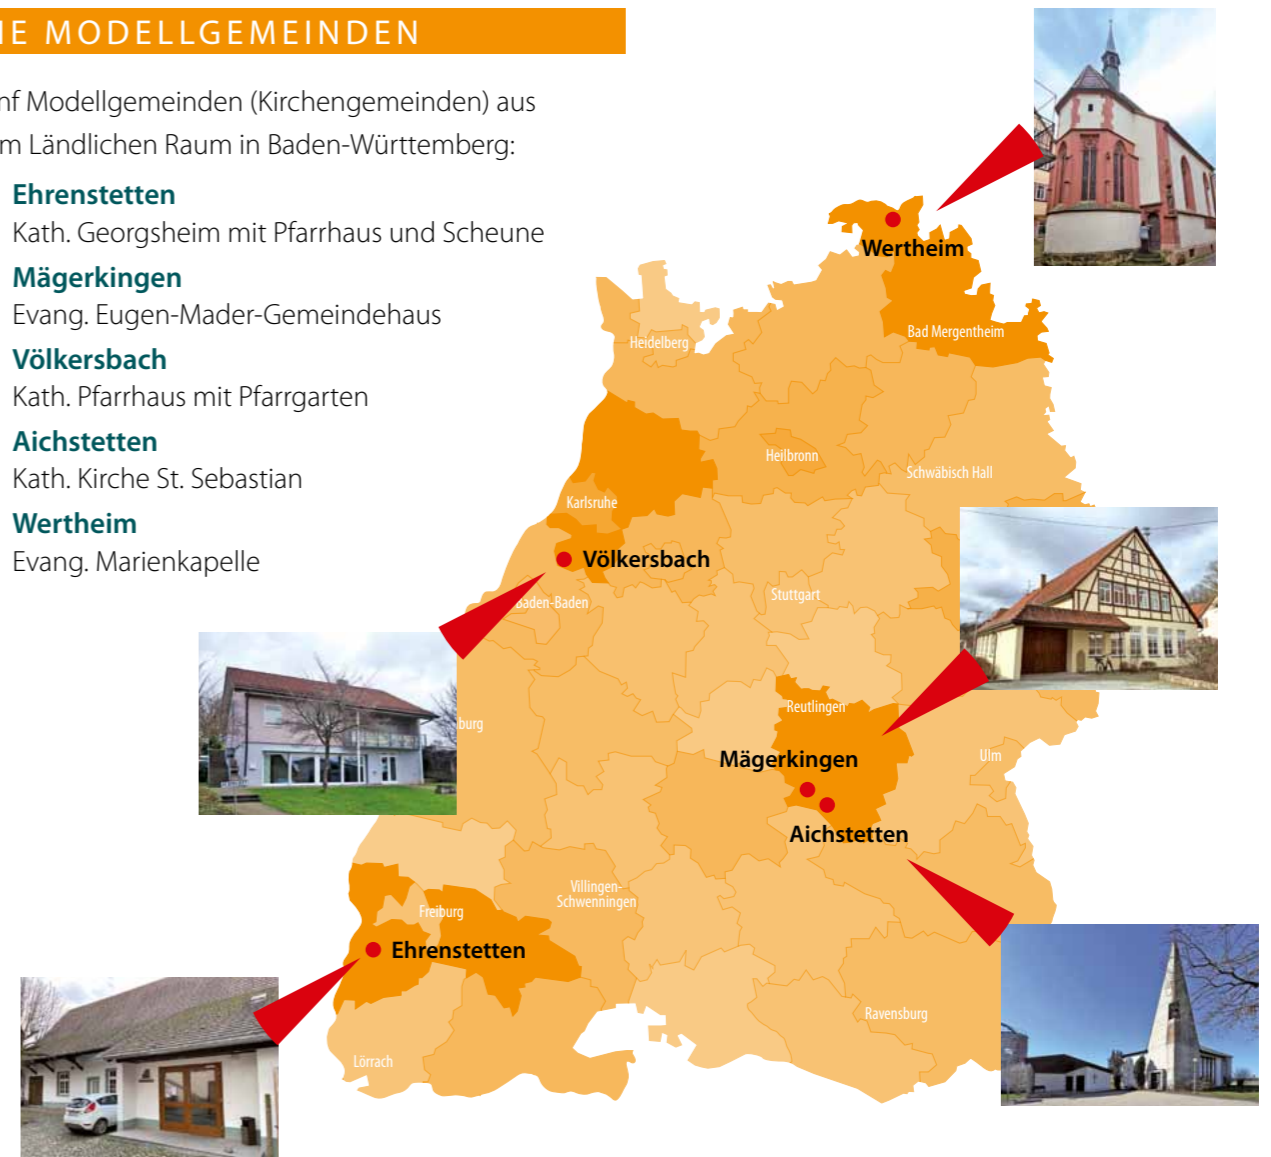 IE MODELLGEMEINDEN
nf Modellgemeinden (Kirchengemeinden) aus
m Ländlichen Raum in Baden-Württemberg:
Ehrenstetten
Kath. Georgsheim mit Pfarrhaus und Scheune
Mägerkingen
Evang. Eugen-Mader-Gemeindehaus
Völkersbach
Kath. Pfarrhaus mit Pfarrgarten
Aichstetten
Kath. Kirche St. Sebastian
Wertheim
Evang. Marienkapelle
Wertheim
Bad Mergentheim
Heidelberg
Heilbronn
Schwäbisch Hall
Karlsruhe
Völkersbach
Baden-Baden
Stuttgart
Reutlingen
burg
Mägerkingen
Ulm
Aichstetten
Villingen-
Schwenningen
Freiburg
Ehrenstetten
Ravensburg
Lörrach